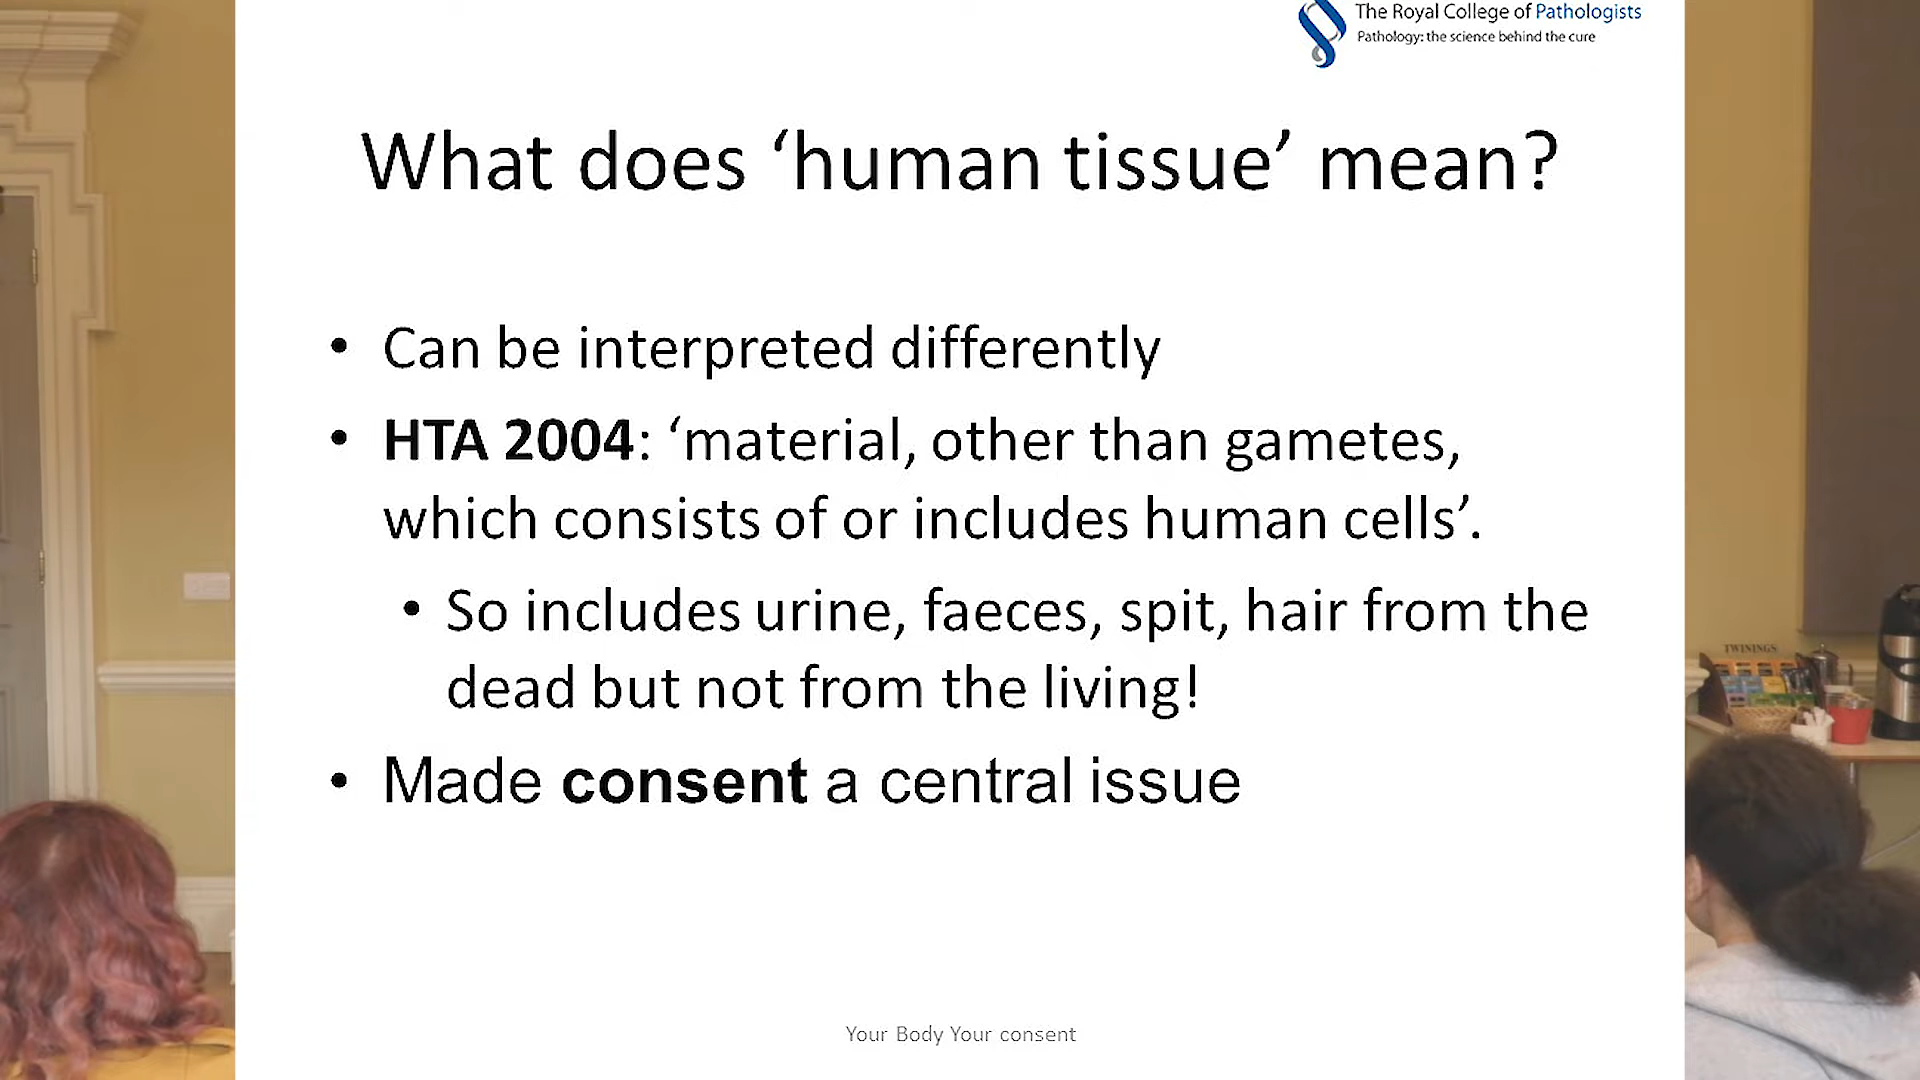 The Royal College of Pathologists
Pathology: the science behind the cure
What does ‘human tissue’ mean?
• Can be interpreted differently
• HTA 2004: ‘material, other than gametes,
which consists of or includes human cells’.
• So includes urine, faeces, spit, hair from the
dead but not from the living!
• Made consent a central issue
TWININGS
Your Body Your consent